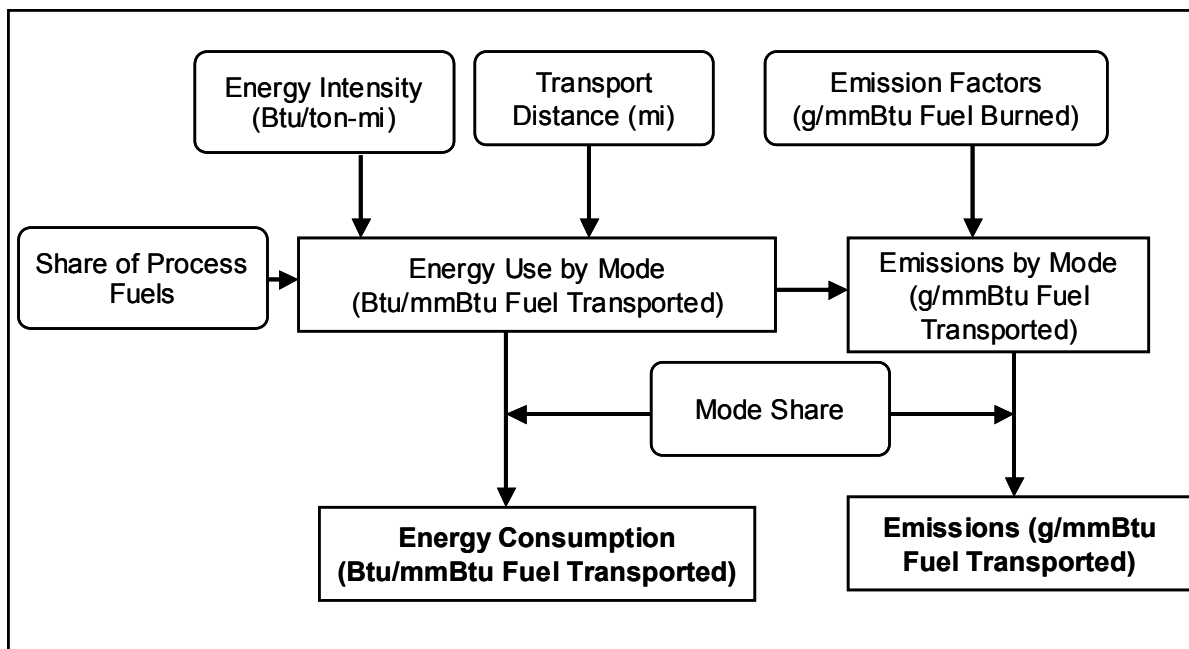 Energy Intensity
(Btu/ton-mi)
Transport
Distance (mi)
Emission Factors
(g/mmBtu Fuel Burned)
Share of Process
Fuels
Energy Use by Mode
(Btu/mmBtu Fuel Transported)
Emissions by Mode
(g/mmBtu Fuel
Transported)
Mode Share
Energy Consumption
(Btu/mmBtu Fuel Transported)
Emissions (g/mmBtu
Fuel Transported)